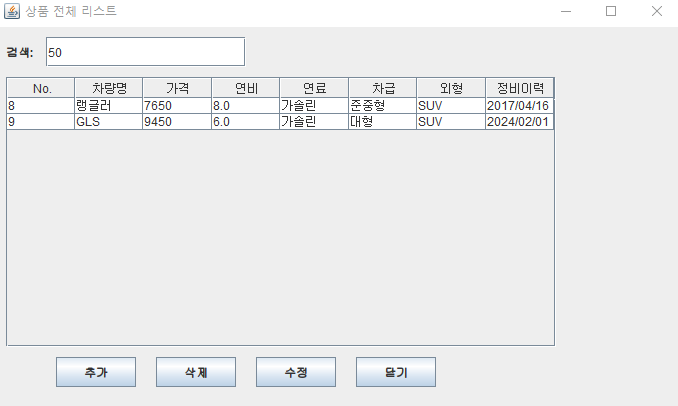 상품 전체 리스트
검색: 50
No. 차량명 가격 연비 연료 차급 외형 정비이력
8 랭글러 7650 8.0 가솔린 준중형 SUV 2017/04/16
9 GLS 9450 6.0 가솔린 대형 SUV 2024/02/01
추가 삭제 수정 닫기